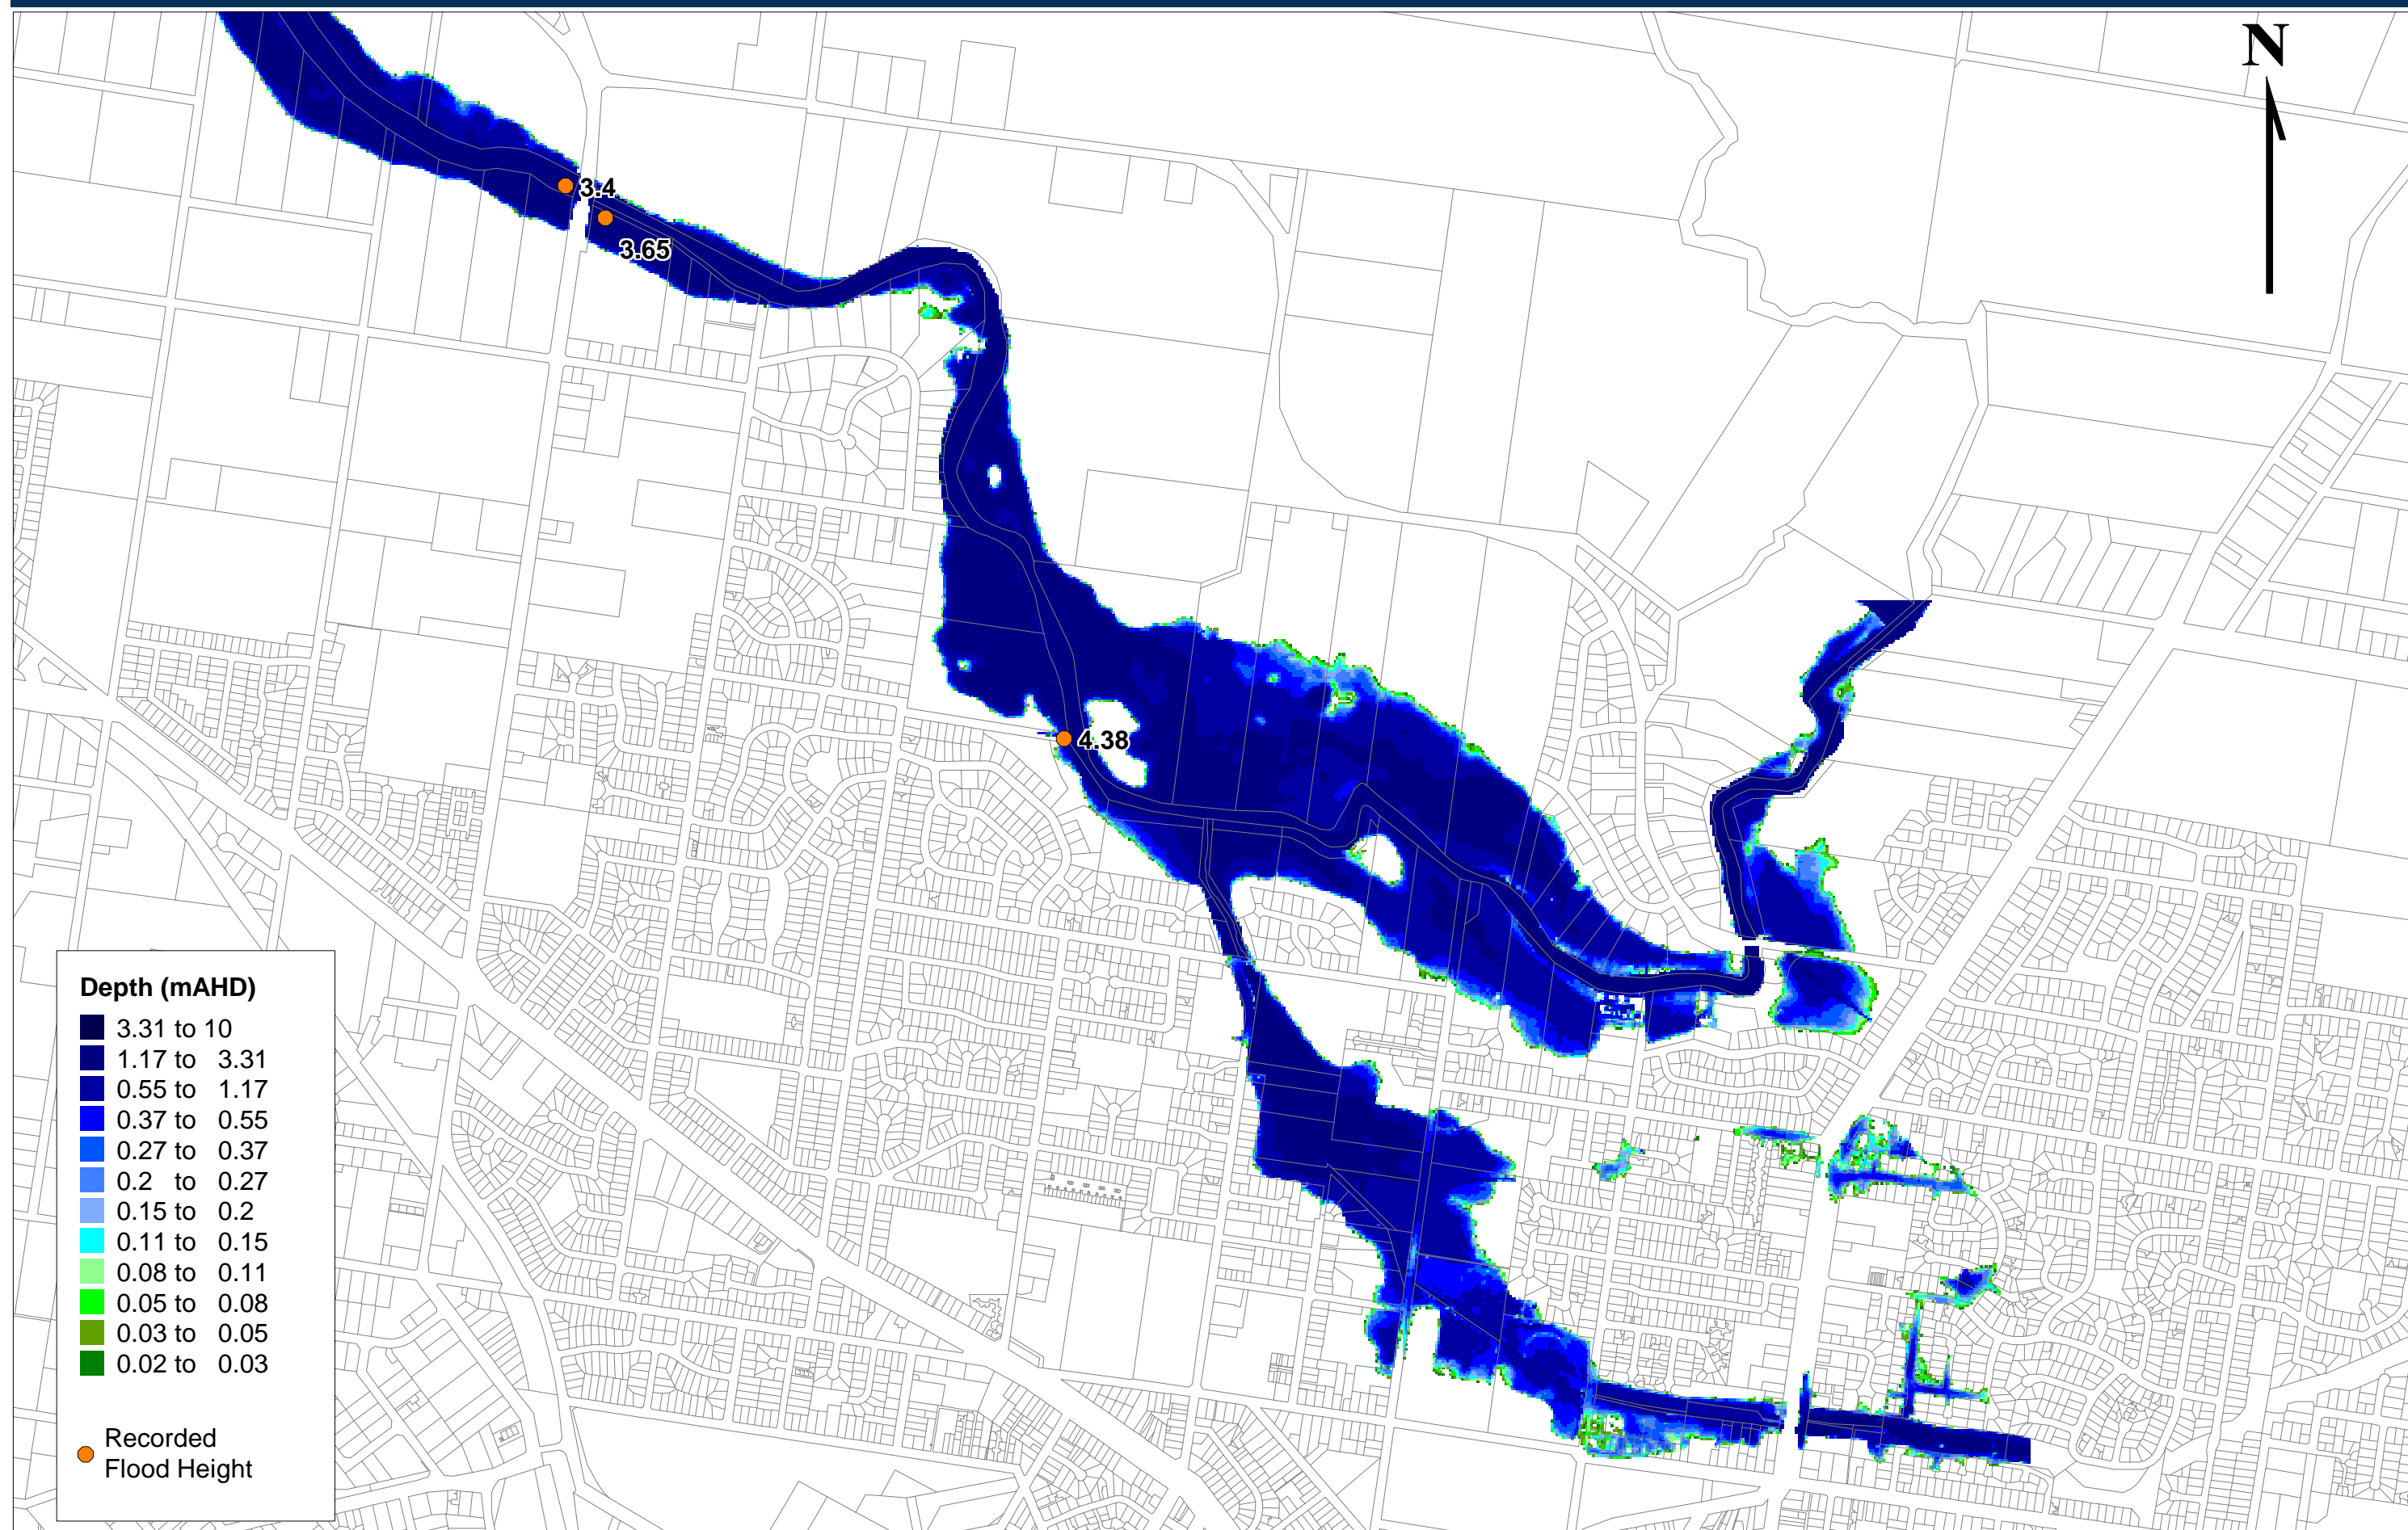 N
3.4
3.65
4.38
Depth (mAHD)
3.31 to 10
1.17 to 3.31
0.55 to 1.17
0.37 to 0.55
0.27 to 0.37
0.2 to 0.27
0.15 to 0.2
0.11 to 0.15
0.08 to 0.11
0.05 to 0.08
0.03 to 0.05
0.02 to 0.03
Recorded
Flood Height